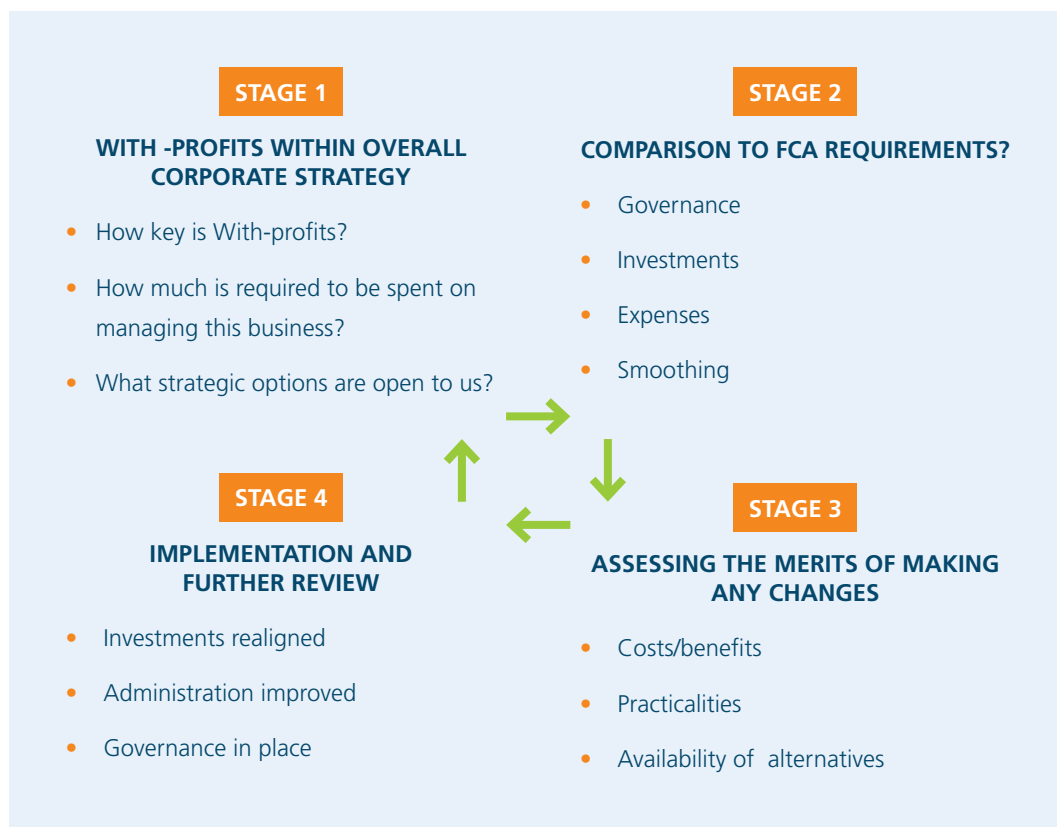 STAGE 1
WITH -PROFITS WITHIN OVERALL
CORPORATE STRATEGY
• How key is With-profits?
• How much is required to be spent on
managing this business?
• What strategic options are open to us?
STAGE 2
COMPARISON TO FCA REQUIREMENTS?
• Governance
• Investments
• Expenses
• Smoothing
STAGE 3
ASSESSING THE MERITS OF MAKING
ANY CHANGES
• Costs/benefits
• Practicalities
• Availability of alternatives
STAGE 4
IMPLEMENTATION AND
FURTHER REVIEW
• Investments realigned
• Administration improved
• Governance in place